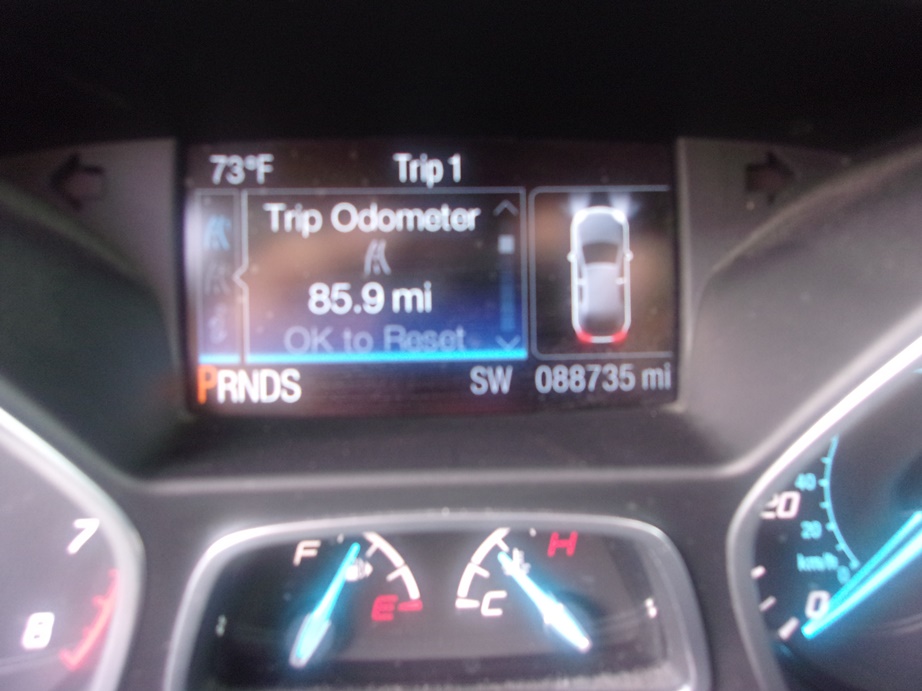 73°F Trip 1
Trip Odometer
85.9 mi
OK to Reset
PRNDS SW 088735 mi
7
8
F E
C H
40
20
20
km/h
0
0